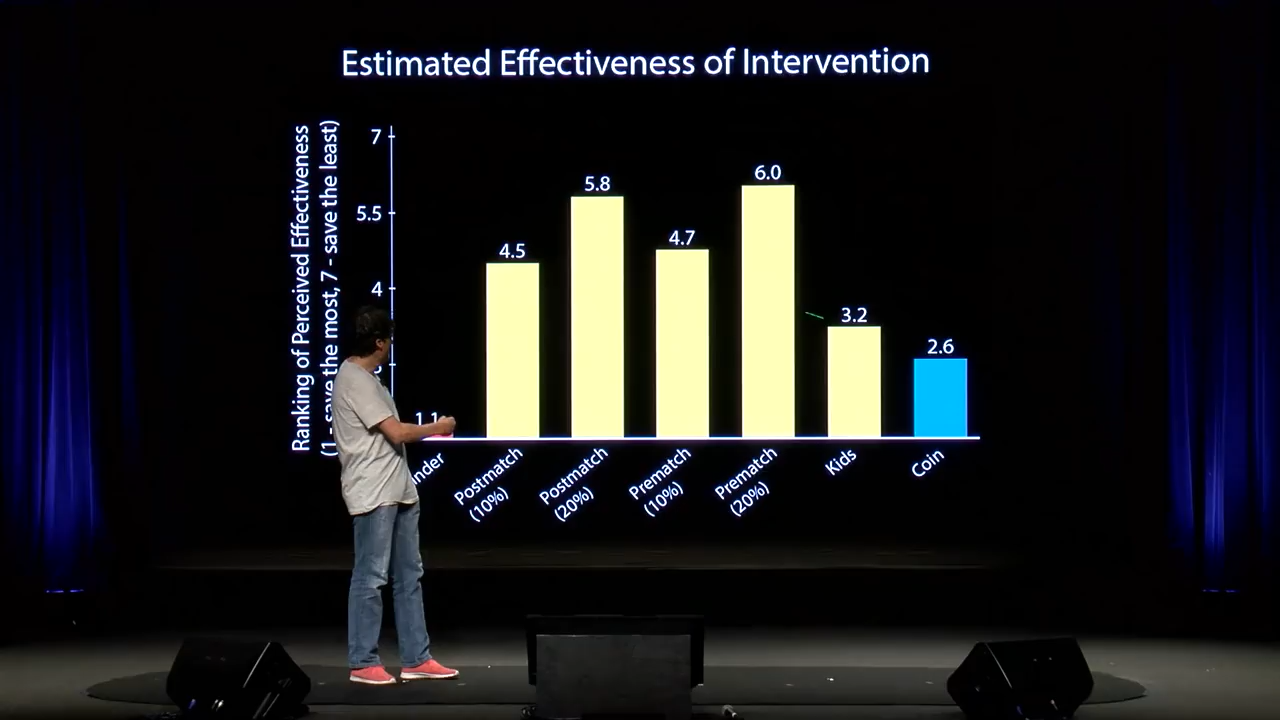 Estimated Effectiveness of Intervention
Ranking of Perceived Effectiveness
save the most, 7 - save the least)
7
5.5
4
1.1
4.5
5.8
4.7
6.0
3.2
2.6
Postmatch
(10%)
Postmatch
(20%)
Prematch
(10%)
Prematch
(20%)
Kids
Coin